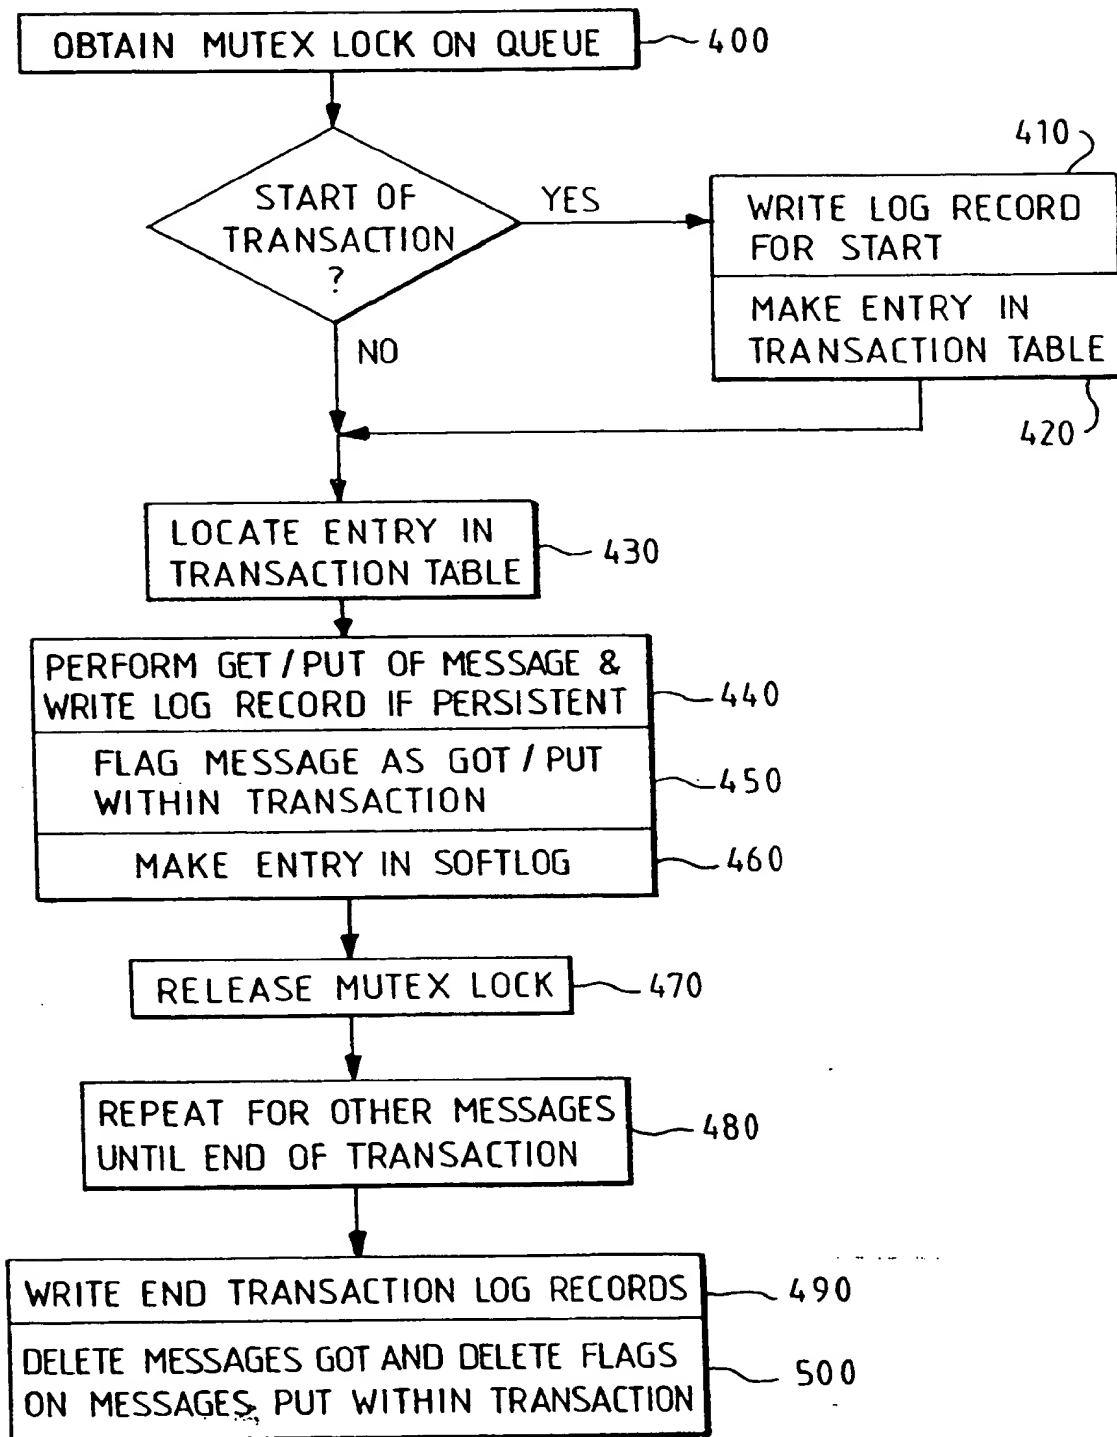 OBTAIN MUTEX LOCK ON QUEUE
400
START OF
TRANSACTION
?
YES
NO
410
WRITE LOG RECORD
FOR START
MAKE ENTRY IN
TRANSACTION TABLE
420
LOCATE ENTRY IN
TRANSACTION TABLE
430
PERFORM GET/PUT OF MESSAGE &
WRITE LOG RECORD IF PERSISTENT
440
FLAG MESSAGE AS GOT/PUT
WITHIN TRANSACTION
450
MAKE ENTRY IN SOFTLOG
460
RELEASE MUTEX LOCK
470
REPEAT FOR OTHER MESSAGES
UNTIL END OF TRANSACTION
480
WRITE END TRANSACTION LOG RECORDS
490
DELETE MESSAGES GOT AND DELETE FLAGS
ON MESSAGES PUT WITHIN TRANSACTION
500